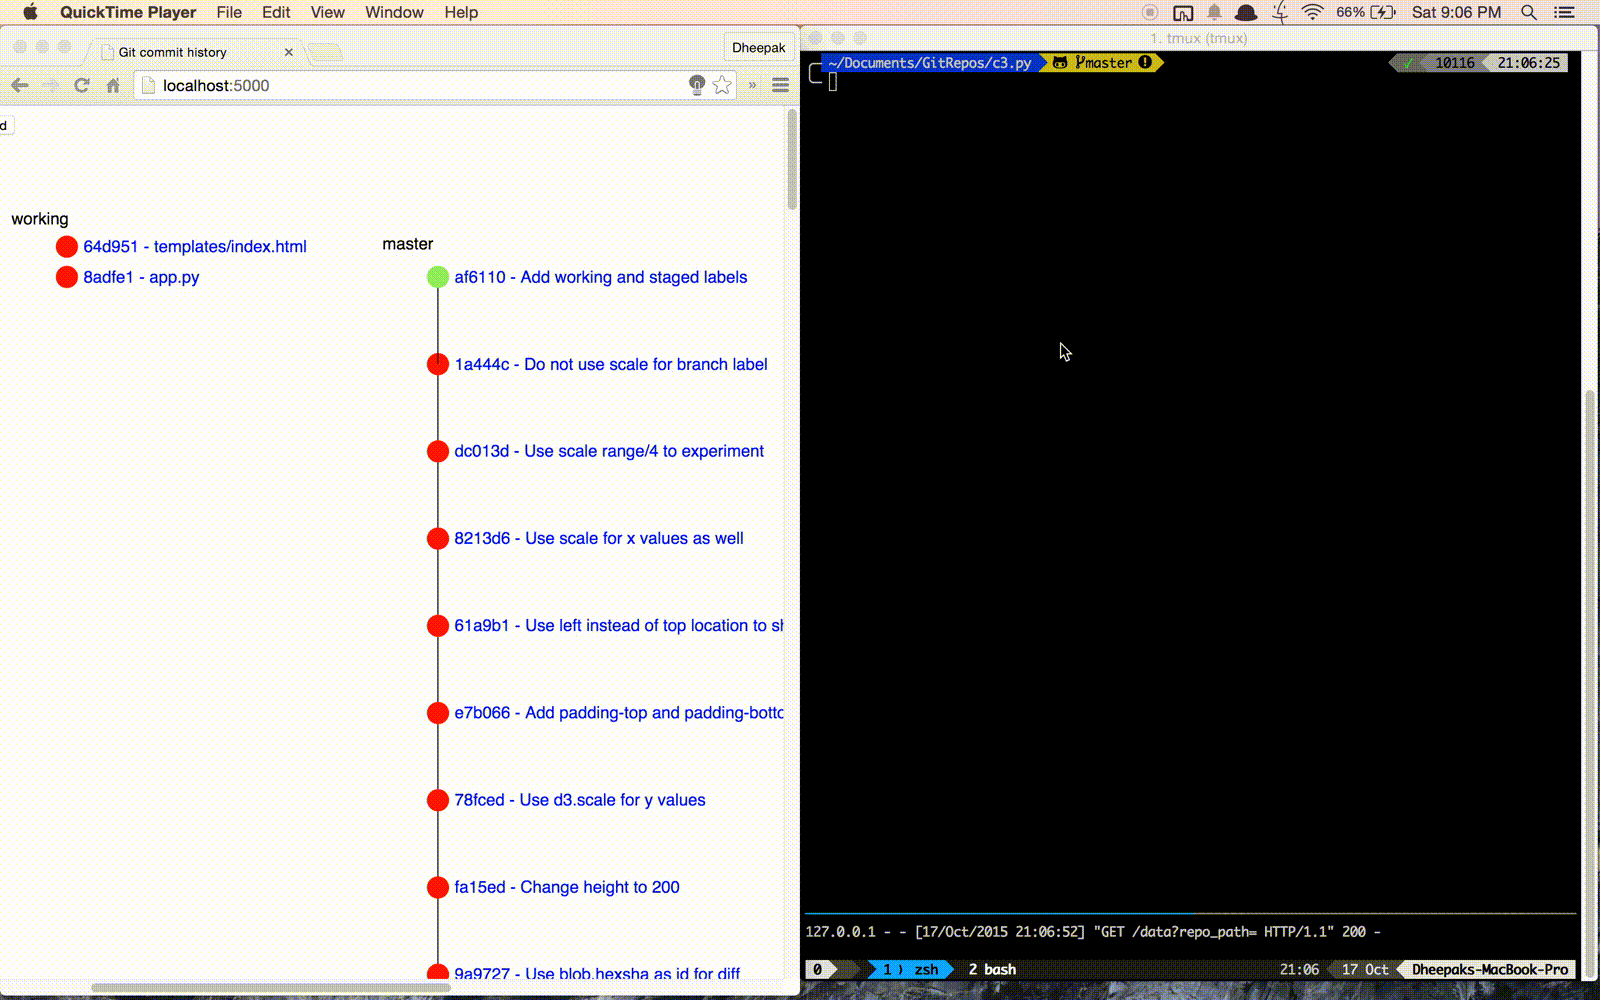 QuickTime Player File Edit View Window Help 66% Sat 9:06 PM
Git commit history
Dheepak
localhost:5000
d
working
64d951 - templates/index.html
8adfe1 - app.py
master
af6110 - Add working and staged labels
1a444c - Do not use scale for branch label
dc013d - Use scale range/4 to experiment
8213d6 - Use scale for x values as well
61a9b1 - Use left instead of top location to sh
e7b066 - Add padding-top and padding-botto
78fced - Use d3.scale for y values
fa15ed - Change height to 200
9a9727 - Use blob.hexsha as id for diff
1. tmux (tmux)
~/Documents/GitRepos/c3.py master 10116 21:06:25
127.0.0.1 - - [17/Oct/2015 21:06:52] "GET /data?repo_path= HTTP/1.1" 200 -
0 1 ) zsh 2 bash 21:06 17 Oct Dheepaks-MacBook-Pro